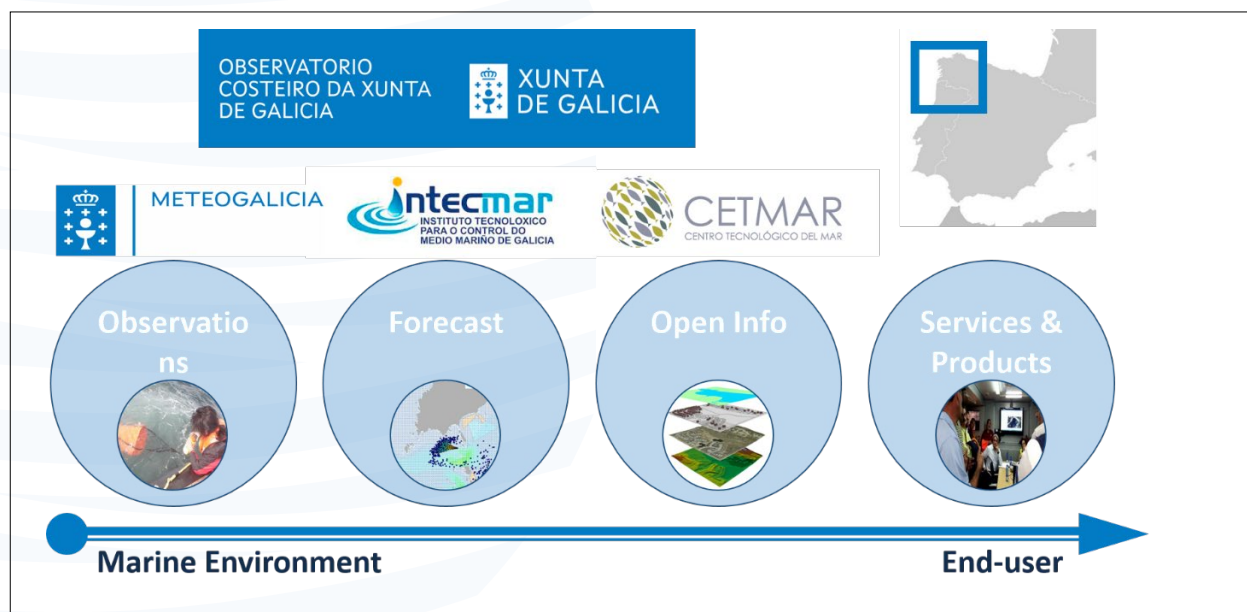 OBSERVATORIO
COSTEIRO DA XUNTA
DE GALICIA
XUNTA
DE GALICIA
METEOGALICIA
intecmar
INSTITUTO TECNOLOXICO
PARA O CONTROL DO
MEDIO MARIÑO DE GALICIA
CETMAR
CENTRO TECNOLÓGICO DEL MAR
Observatio
ns
Forecast
Open Info
Services &
Products
Marine Environment
End-user